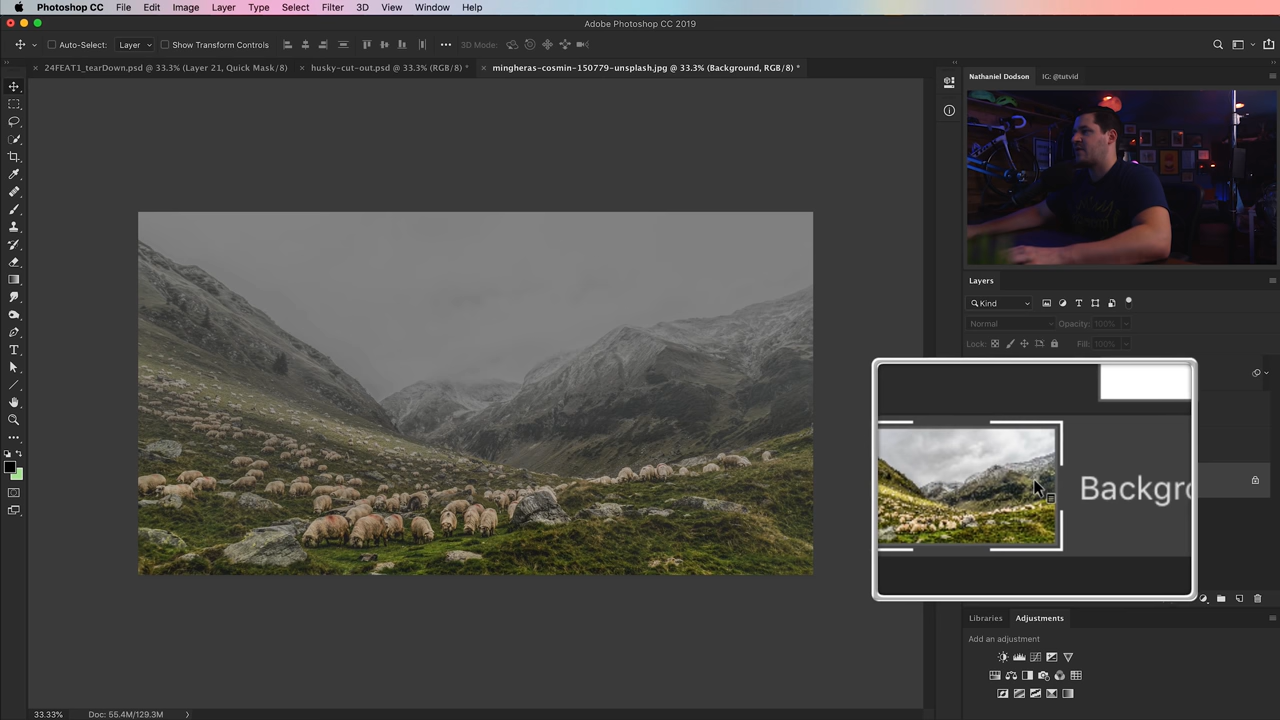 Photoshop CC File Edit Image Layer Type Select Filter 3D View Window Help
Adobe Photoshop CC 2019
Auto-Select: Layer Show Transform Controls 3D Mode:
24FEAT1_tearDown.psd @ 33.3% (Layer 21, Quick Mask/8) husky-cut-out.psd @ 33.3% (RGB/8) * mingheras-cosmin-150779-unsplash.jpg @ 33.3% (Background, RGB/8) *
Nathaniel Dodson IG: @tutvid
Layers
Kind
Normal Opacity: 100%
Lock: Fill: 100%
Backgro
Libraries Adjustments
Add an adjustment
33.33% Doc: 55.4M/129.3M